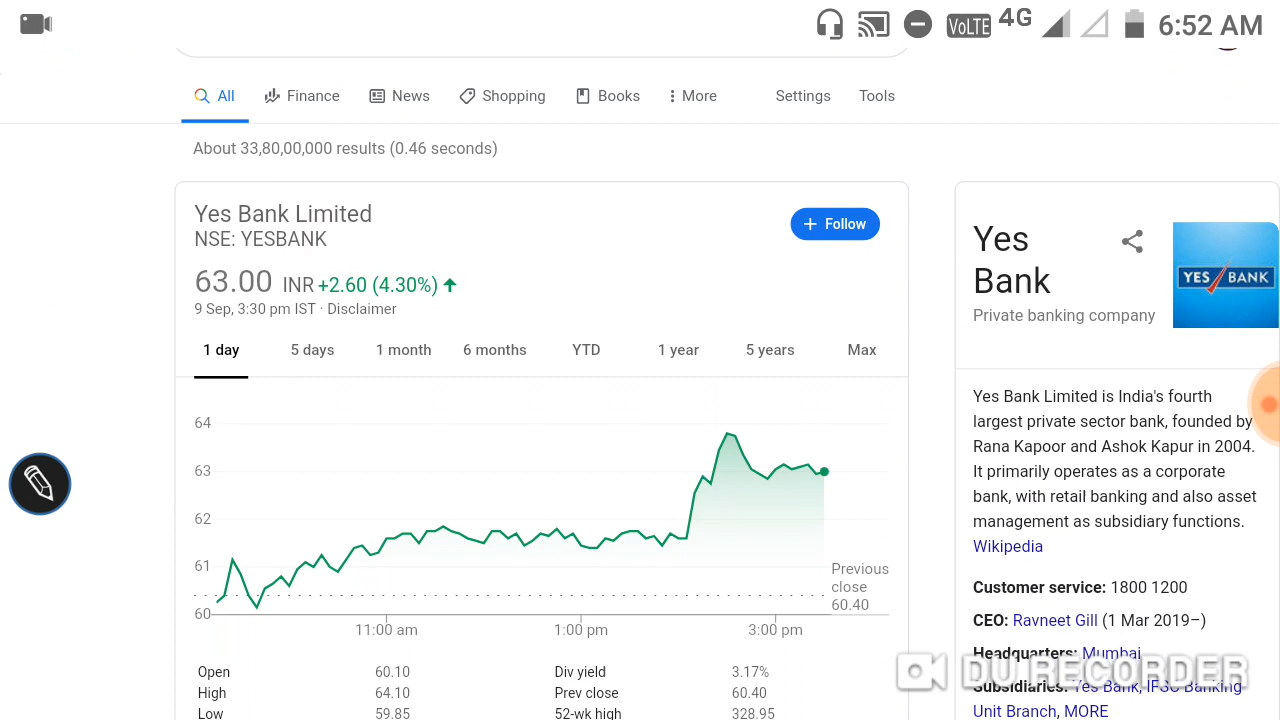 VoLTE 4G 6:52 AM
All Finance News Shopping Books More Settings Tools
About 33,80,00,000 results (0.46 seconds)
Yes Bank Limited
NSE: YESBANK
+ Follow
63.00 INR +2.60 (4.30%)
9 Sep, 3:30 pm IST · Disclaimer
1 day 5 days 1 month 6 months YTD 1 year 5 years Max
64
63
62
61
60
Previous
close
60.40
11:00 am 1:00 pm 3:00 pm
Open 60.10 Div yield 3.17%
High 64.10 Prev close 60.40
Low 59.85 52-wk high 328.95
Yes
Bank
Private banking company
YES BANK
Yes Bank Limited is India's fourth
largest private sector bank, founded by
Rana Kapoor and Ashok Kapur in 2004.
It primarily operates as a corporate
bank, with retail banking and also asset
management as subsidiary functions.
Wikipedia
Customer service: 1800 1200
CEO: Ravneet Gill (1 Mar 2019–)
Headquarters: Mumbai
Subsidiaries: Yes Bank, IFSC Banking
Unit Branch, MORE
DU RECORDER